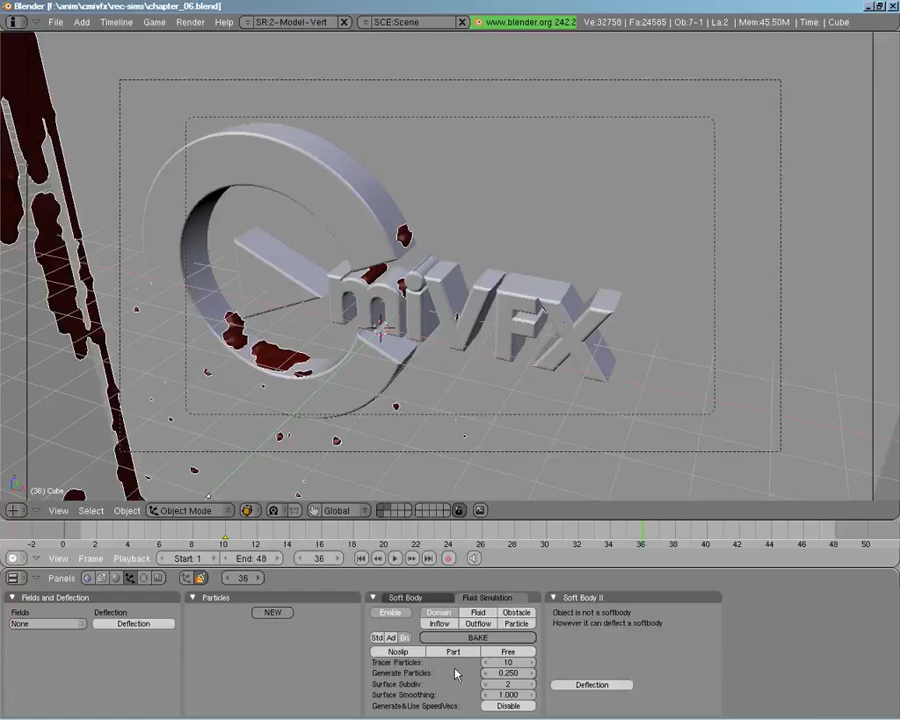 Blender [f:\anim\cmivfx\rec-sims\chapter_06.blend]
File Add Timeline Game Render Help SR:2-Model-Vert X SCE:Scene X www.blender.org 242.2 Ve:32758 | Fa:24585 | Ob:7-1 | La:2 | Mem:45.50M | Time: | Cube
miVFX
(36) Cube
View Select Object Object Mode Global
-2 0 2 4 6 8 10 12 14 16 18 20 22 24 26 28 30 32 34 36 38 40 42 44 46 48 50
View Frame Playback Start: 1 End: 48 36
Panels 36
Fields and Deflection Particles Soft Body Fluid Simulation Soft Body II
Fields Deflection NEW Enable Domain Fluid Obstacle Object is not a softbody
None Deflection Inflow Outflow Particle However it can deflect a softbody
Std Ad Bn BAKE
Noslip Part Free
Tracer Particles: 10
Generate Particles: 0.250
Surface Subdiv: 2 Deflection
Surface Smoothing: 1.000
Generate&Use SpeedVecs: Disable